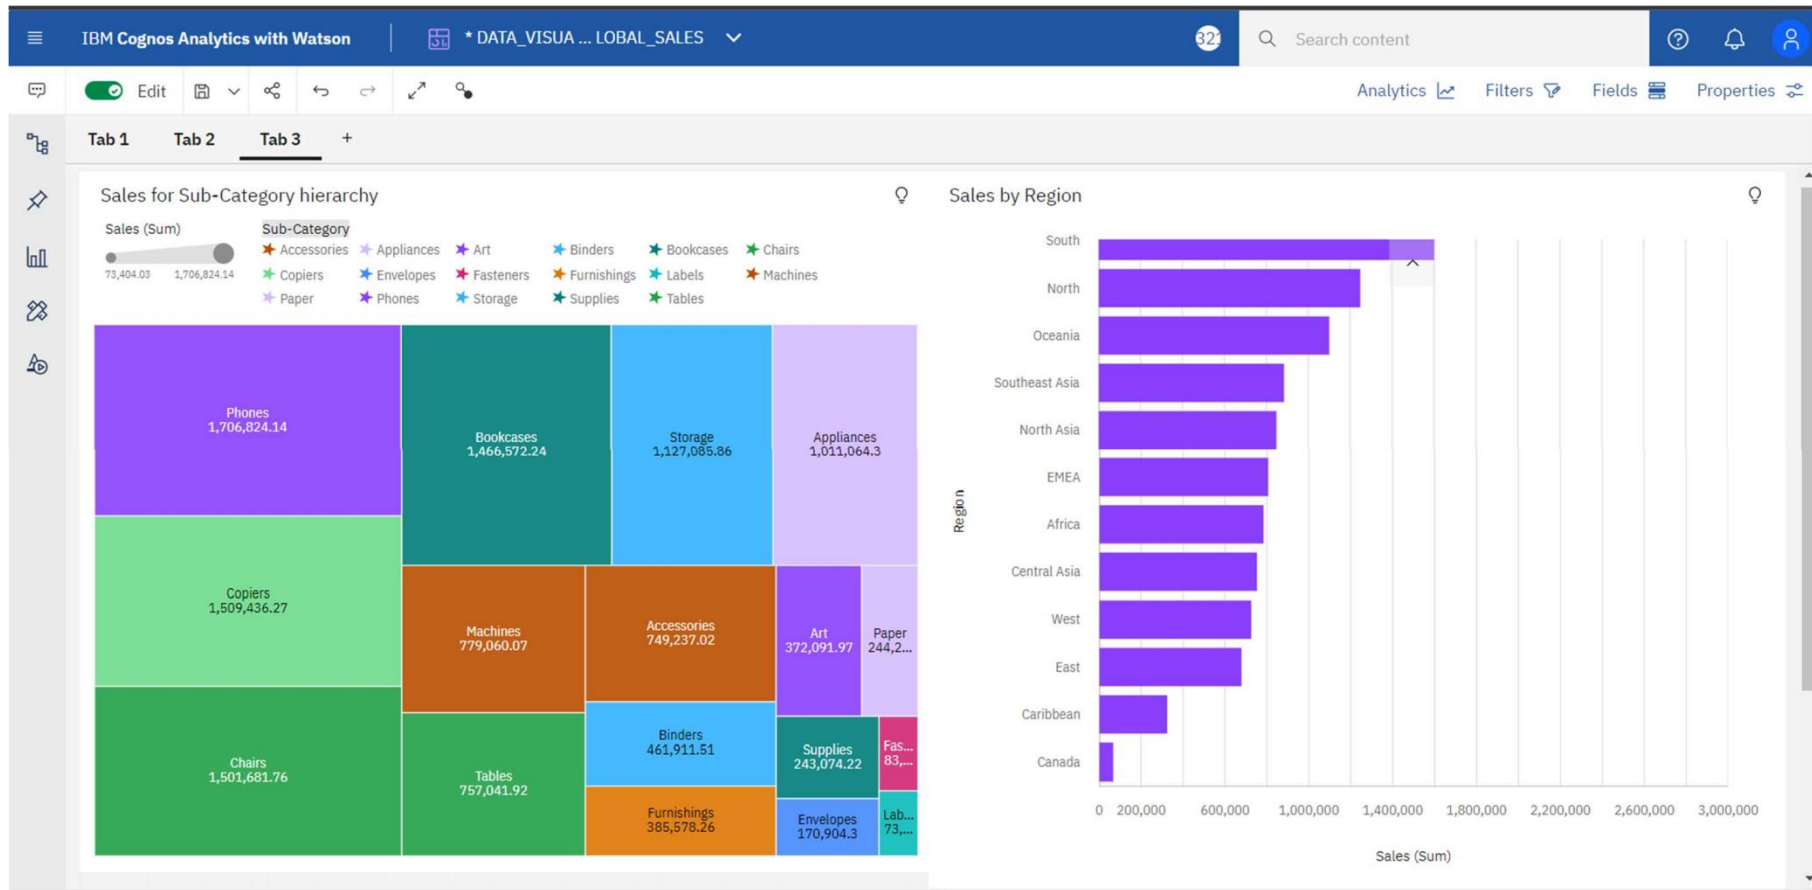 IBM Cognos Analytics with Watson
* DATA_VISUA ... LOBAL_SALES
321
Search content
Edit
Analytics
Filters
Fields
Properties
Tab 1
Tab 2
Tab 3
+
Sales for Sub-Category hierarchy
Sales (Sum)
73,404.03 1,706,824.14
Sub-Category
Accessories Appliances Art Binders Bookcases Chairs
Copiers Envelopes Fasteners Furnishings Labels Machines
Paper Phones Storage Supplies Tables
Phones
1,706,824.14
Copiers
1,509,436.27
Chairs
1,501,681.76
Bookcases
1,466,572.24
Storage
1,127,085.86
Appliances
1,011,064.3
Machines
779,060.07
Tables
757,041.92
Accessories
749,237.02
Binders
461,911.51
Furnishings
385,578.26
Art
372,091.97
Paper
244,2...
Supplies
243,074.22
Envelopes
170,904.3
Fas...
83,...
Lab...
73,...
Sales by Region
Region
South
North
Oceania
Southeast Asia
North Asia
EMEA
Africa
Central Asia
West
East
Caribbean
Canada
0 200,000 600,000 1,000,000 1,400,000 1,800,000 2,200,000 2,600,000 3,000,000
Sales (Sum)